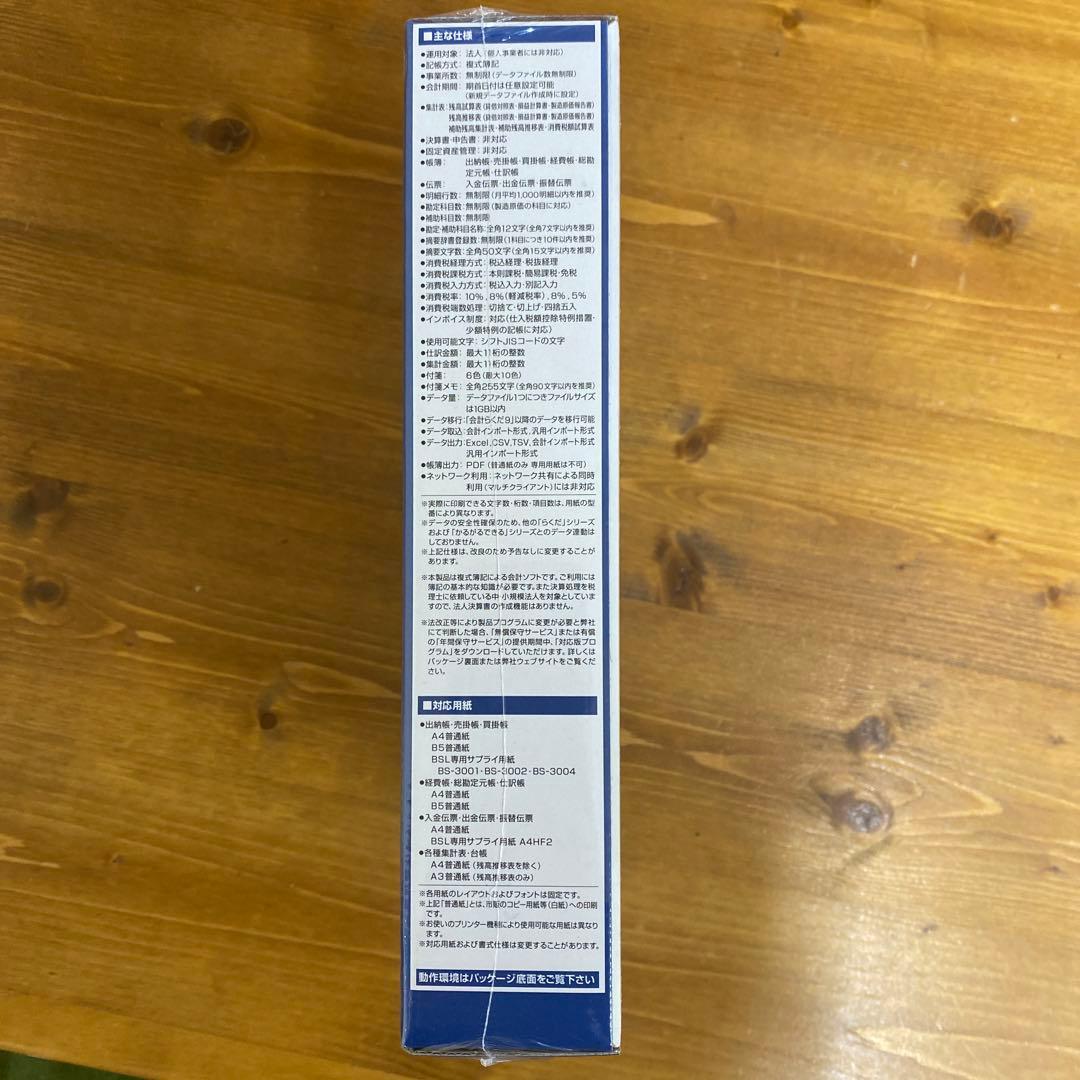 ■主な仕様
●運用対象：法人（個人事業者には非対応）
●記帳方式：複式簿記
●事業所数：無制限（データファイル数無制限）
●会計期間：期首日付は任意設定可能
（新規データファイル作成時に設定）
●集計表：残高試算表（貸借対照表・損益計算書・製造原価報告書）
残高推移表（貸借対照表・損益計算書・製造原価報告書）
補助残高集計表・補助残高推移表・消費税額試算表
●決算書・申告書：非対応
●固定資産管理：非対応
●帳簿：出納帳・売掛帳・買掛帳・経費帳・総勘
定元帳・仕訳帳
●伝票：入金伝票・出金伝票・振替伝票
●明細行数：無制限（月平均1,000明細以内を推奨）
●勘定科目数：無制限（製造原価の科目に対応）
●補助科目数：無制限
●勘定・補助科目名称：全角12文字（全角7文字以内を推奨）
●摘要辞書登録数：無制限（1科目につき10件以内を推奨）
●摘要文字数：全角50文字（全角15文字以内を推奨）
●消費税経理方式：税込経理・税抜経理
●消費税課税方式：本則課税・簡易課税・免税
●消費税入力方式：税込入力・別記入力
●消費税率：10%，8%（軽減税率），8%，5%
●消費税端数処理：切捨て・切上げ・四捨五入
●インボイス制度：対応（仕入税額控除特例措置・
少額特例の記帳に対応）
●使用可能文字：シフトJISコードの文字
●仕訳金額：最大11桁の整数
●集計金額：最大11桁の整数
●付箋：6色（最大10色）
●付箋メモ：全角255文字（全角90文字以内を推奨）
●データ量：データファイル1つにつきファイルサイズ
は1GB以内
●データ移行：「会計らくだ9」以降のデータを移行可能
●データ取込：会計インポート形式，汎用インポート形式
●データ出力：Excel，CSV，TSV，会計インポート形式
汎用インポート形式
●帳簿出力：PDF（普通紙のみ 専用用紙は不可）
●ネットワーク利用：ネットワーク共有による同時
利用（マルチクライアント）には非対応
※実際に印刷できる文字数・桁数・項目数は、用紙の型
番により異なります。
※データの安全性確保のため、他の「らくだ」シリーズ
および「かるがるできる」シリーズとのデータ連動は
しておりません。
※上記仕様は、改良のため予告なしに変更することが
あります。
※本製品は複式簿記による会計ソフトです。ご利用には
簿記の基本的な知識が必要です。また決算処理を税
理士に依頼している中小規模法人を対象としていま
すので、法人決算書の作成機能はありません。
※法改正等により製品プログラムに変更が必要と弊社
にて判断した場合、「無償保守サービス」または有償
の「年間保守サービス」の提供期間中、「対応版プロ
グラム」をダウンロードしていただけます。詳しくは
パッケージ裏面または弊社ウェブサイトをご覧くだ
さい。
■対応用紙
●出納帳・売掛帳・買掛帳
A4普通紙
B5普通紙
BSL専用サプライ用紙
BS-3001・BS-3002・BS-3004
●経費帳・総勘定元帳・仕訳帳
A4普通紙
B5普通紙
●入金伝票・出金伝票・振替伝票
A4普通紙
BSL専用サプライ用紙 A4HF2
●各種集計表・台帳
A4普通紙（残高推移表を除く）
A3普通紙（残高推移表のみ）
※各用紙のレイアウトおよびフォントは固定です。
※上記「普通紙」とは、市販のコピー用紙等（白紙）への印刷
です。
※お使いのプリンター機種により使用可能な用紙は異なり
ます。
※対応用紙および書式仕様は変更することがあります。
動作環境はパッケージ底面をご覧下さい